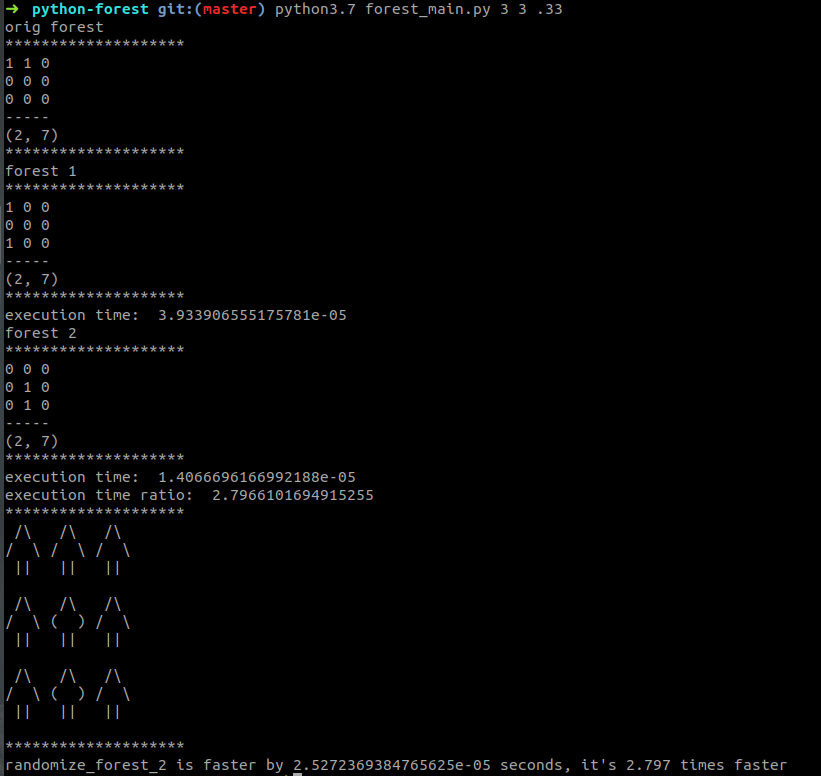 ➜  python-forest git:(master) python3.7 forest_main.py 3 3 .33
orig forest
********************
1 1 0
0 0 0
0 0 0
-----
(2, 7)
********************
forest 1
********************
1 0 0
0 0 0
1 0 0
-----
(2, 7)
********************
execution time:  3.933906555175781e-05
forest 2
********************
0 0 0
0 1 0
0 1 0
-----
(2, 7)
********************
execution time:  1.4066696166992188e-05
execution time ratio:  2.7966101694915255
********************
 /\   /\   /\
/  \ /  \ /  \
 ||   ||   ||

 /\   /\   /\
/  \ (  ) /  \
 ||   ||   ||

 /\   /\   /\
/  \ (  ) /  \
 ||   ||   ||

********************
randomize_forest_2 is faster by 2.5272369384765625e-05 seconds, it's 2.797 times faster